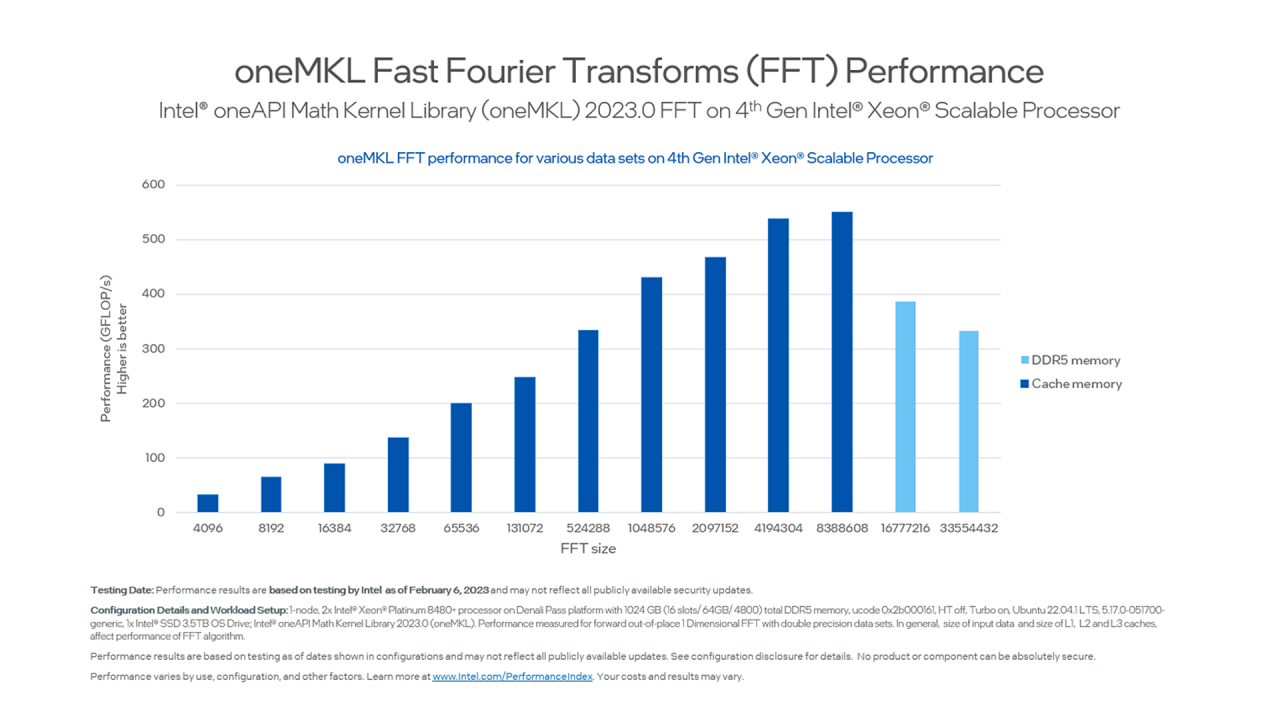 oneMKL Fast Fourier Transforms (FFT) Performance
Intel® oneAPI Math Kernel Library (oneMKL) 2023.0 FFT on 4th Gen Intel® Xeon® Scalable Processor
oneMKL FFT performance for various data sets on 4th Gen Intel® Xeon® Scalable Processor
Performance (GFLOP/s)
Higher is better
600
500
400
300
200
100
0
4096 8192 16384 32768 65536 131072 524288 1048576 2097152 4194304 8388608 16777216 33554432
FFT size
DDR5 memory
Cache memory
Testing Date: Performance results are based on testing by Intel as of February 6, 2023 and may not reflect all publicly available security updates.
Configuration Details and Workload Setup: 1-node, 2x Intel® Xeon® Platinum 8480+ processor on Denali Pass platform with 1024 GB (16 slots/ 64GB/ 4800) total DDR5 memory, ucode 0x2b000161, HT off, Turbo on, Ubuntu 22.04.1 LTS, 5.17.0-051700-
generic, 1x Intel® SSD 3.5TB OS Drive; Intel® oneAPI Math Kernel Library 2023.0 (oneMKL). Performance measured for forward out-of-place 1 Dimensional FFT with double precision data sets. In general, size of input data and size of L1, L2 and L3 caches,
affect performance of FFT algorithm.
Performance results are based on testing as of dates shown in configurations and may not reflect all publicly available updates. See configuration disclosure for details. No product or component can be absolutely secure.
Performance varies by use, configuration, and other factors. Learn more at www.Intel.com/PerformanceIndex. Your costs and results may vary.